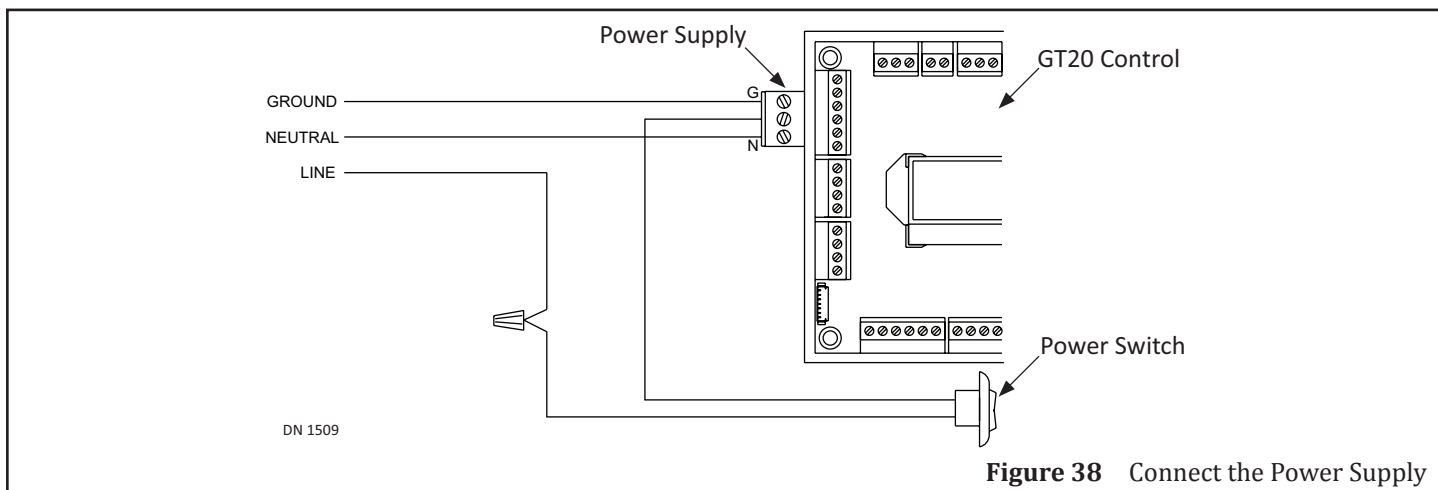 Power Supply
GT20 Control
GROUND
G
NEUTRAL
N
LINE
Power Switch
DN 1509
Figure 38 Connect the Power Supply